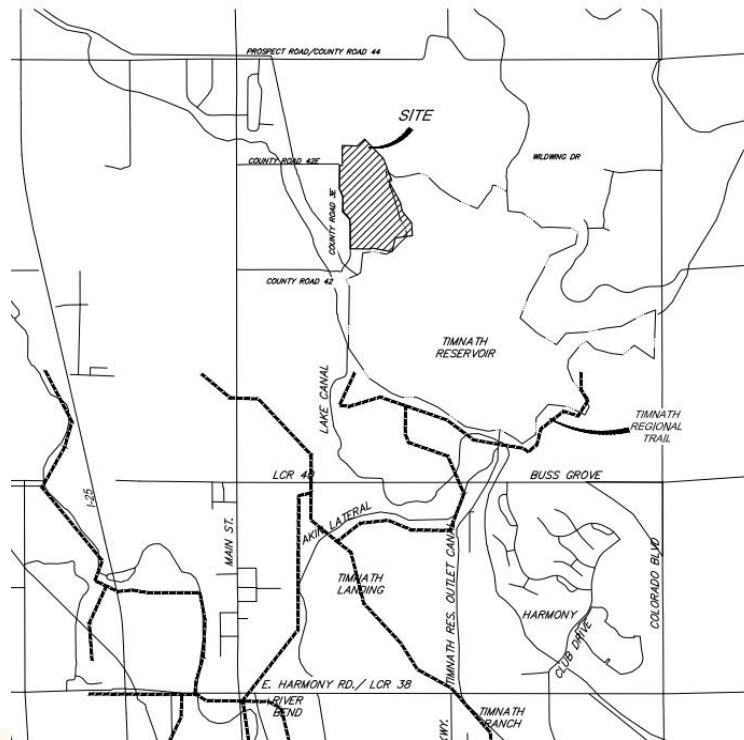 PROSPECT ROAD/COUNTY ROAD 44
SITE
COUNTY ROAD 42E
WILDWING DR
COUNTY ROAD 3E
COUNTY ROAD 42
TIMNATH
RESERVOIR
LAKE CANAL
TIMNATH
REGIONAL
TRAIL
LCR 40
BUSS GROVE
I-25
MAIN ST.
AKIN LATERAL
TIMNATH
LANDING
TIMNATH RES. OUTLET CANAL
HARMONY
CLUB DRIVE
COLORADO BLVD
E. HARMONY RD./ LCR 38
RIVER
BEND
TIMNATH
RANCH
KWY.